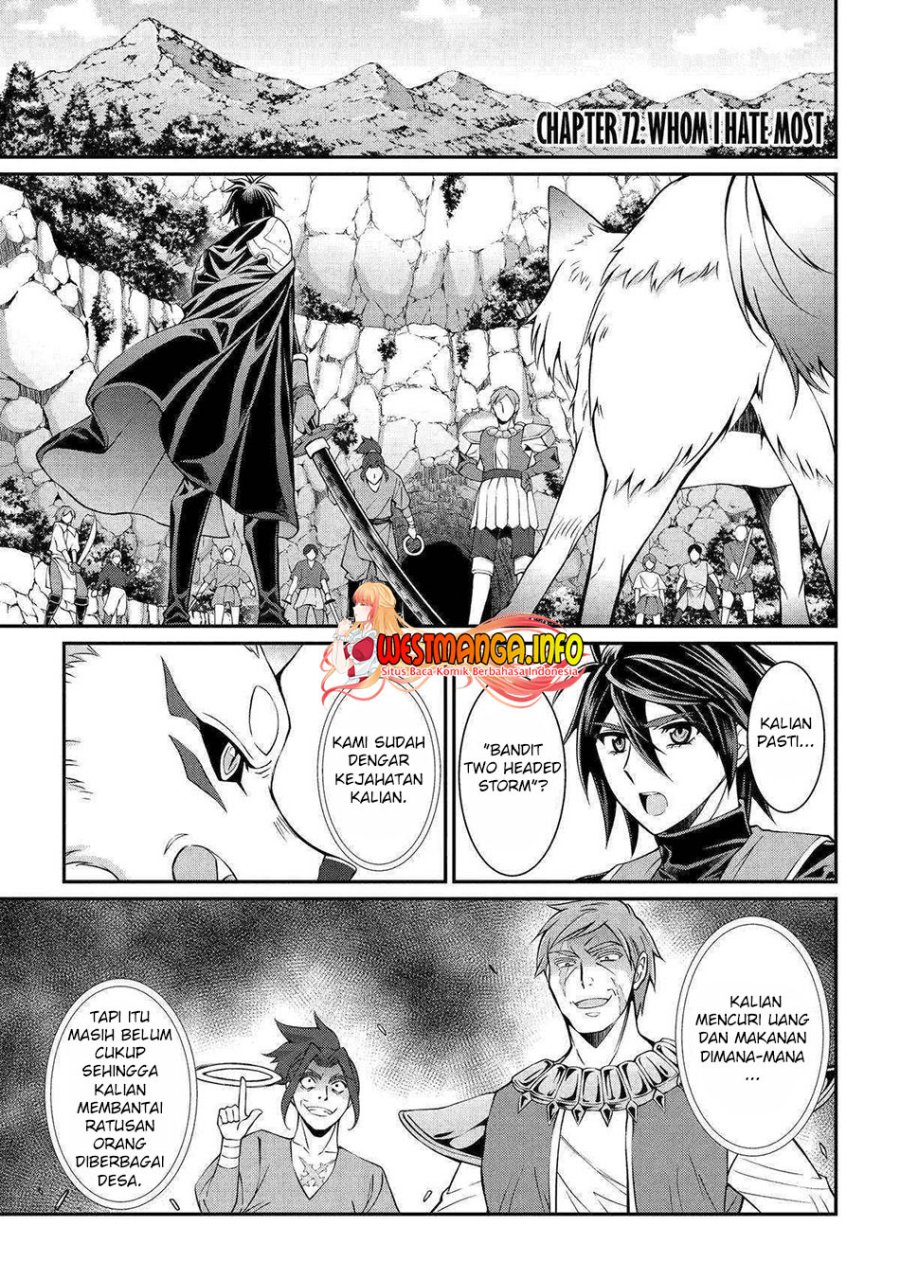 CHAPTER 72: WHOM I HATE MOST
KALIAN
PASTI...
"BANDIT
TWO HEADED
STORM"?
KAMI SUDAH
DENGAR
KEJAHATAN
KALIAN.
WESTMANGA.INFO
Situs Baca Komik Berbahasa Indonesia
KALIAN
MENCURI UANG
DAN MAKANAN
DIMANA-MANA
...
TAPI ITU
MASIH BELUM
CUKUP
SEHINGGA
KALIAN
MEMBANTAI
RATUSAN
ORANG
DIBERBAGAI
DESA.